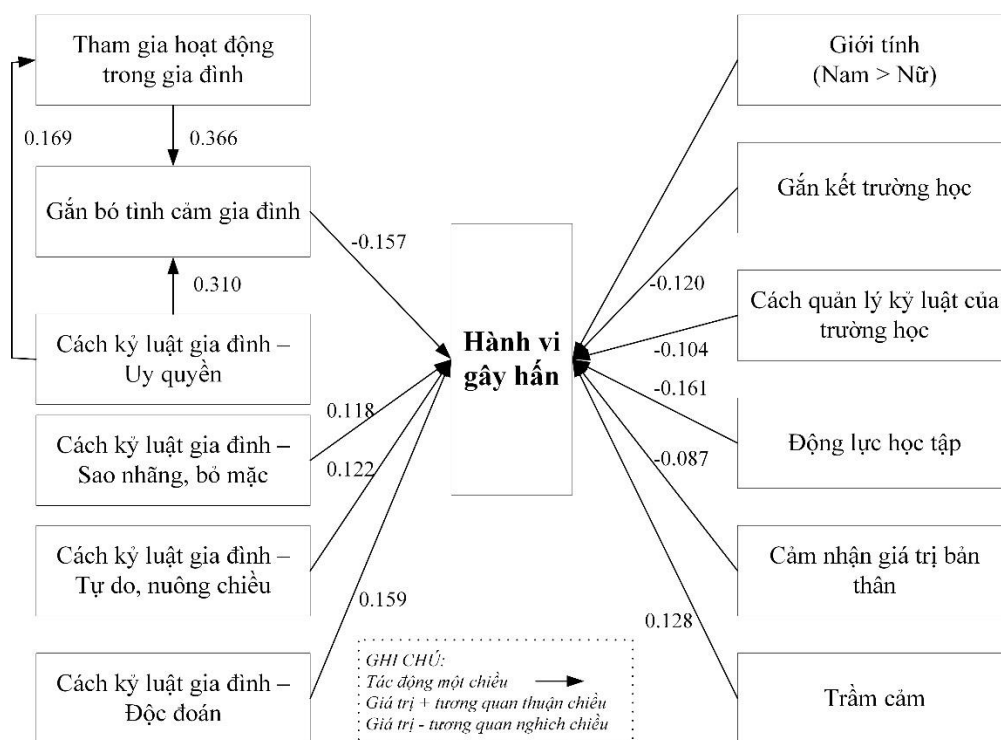 Tham gia hoạt động
trong gia đình
0.169
0.366
Gắn bó tình cảm gia đình
-0.157
0.310
Cách kỷ luật gia đình –
Uy quyền
0.118
Cách kỷ luật gia đình –
Sao nhãng, bỏ mặc
0.122
Cách kỷ luật gia đình –
Tự do, nuông chiều
0.159
Cách kỷ luật gia đình –
Độc đoán
Hành vi
gây hấn
Giới tính
(Nam > Nữ)
Gắn kết trường học
-0.120
Cách quản lý kỷ luật của
trường học
-0.104
-0.161
Động lực học tập
-0.087
Cảm nhận giá trị bản
thân
0.128
Trầm cảm
GHI CHÚ:
Tác động một chiều
Giá trị + tương quan thuận chiều
Giá trị - tương quan nghich chiều